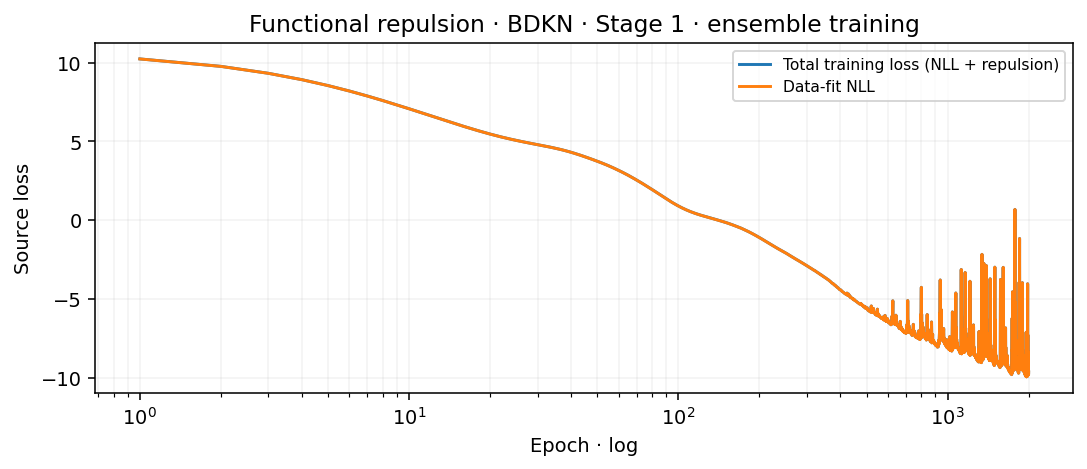 Functional repulsion · BDKN · Stage 1 · ensemble training
Total training loss (NLL + repulsion)
Data-fit NLL
Source loss
10
5
0
−5
−10
10⁰
10¹
10²
10³
Epoch · log